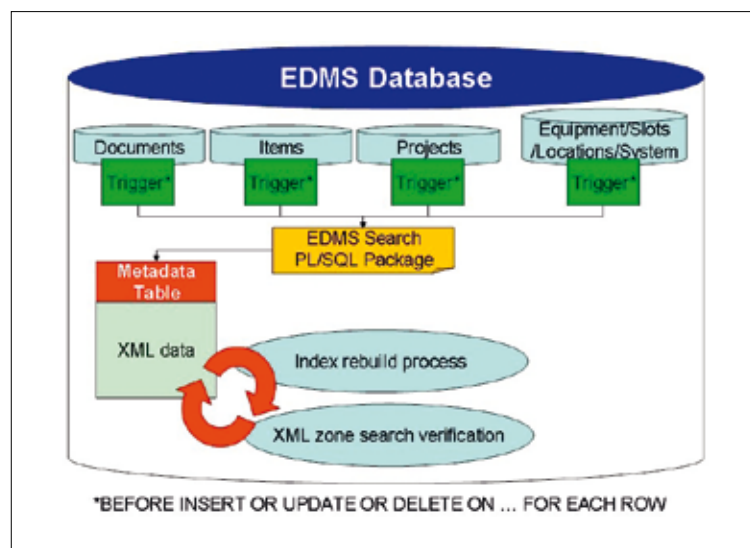 EDMS Database
Documents
Items
Projects
Equipment/Slots
/Locations/System
Trigger*
Trigger*
Trigger*
Trigger*
EDMS Search
PL/SQL Package
Metadata
Table
XML data
Index rebuild process
XML zone search verification
*BEFORE INSERT OR UPDATE OR DELETE ON ... FOR EACH ROW